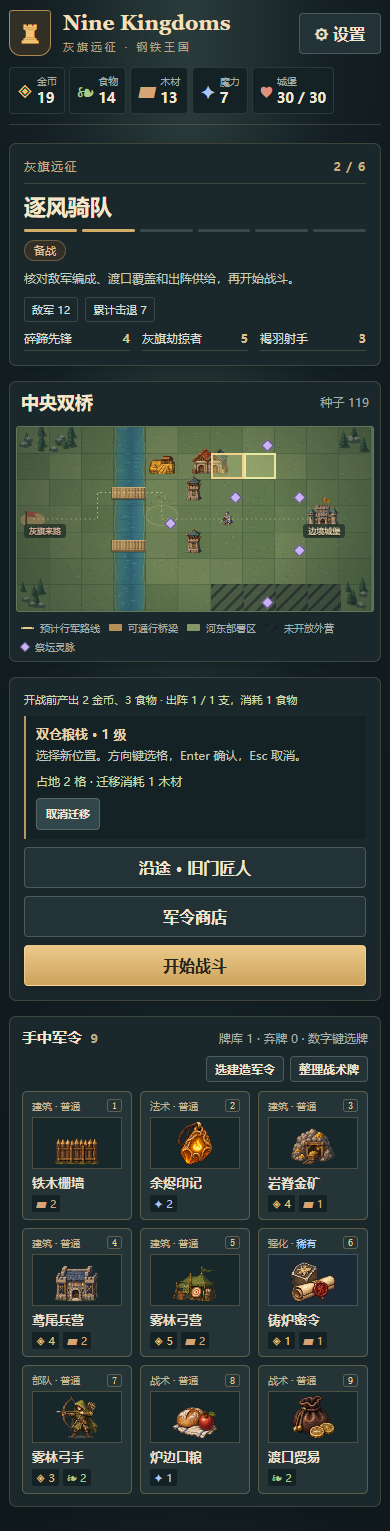 Nine Kingdoms
灰旗远征 · 钢铁王国
设置
金币
19
食物
14
木材
13
魔力
7
城堡
30 / 30
灰旗远征
2 / 6
逐风骑队
备战
核对敌军编成、渡口覆盖和出阵供给，再开始战斗。
敌军 12
累计击退 7
碎蹄先锋 4
灰旗劫掠者 5
褐羽射手 3
中央双桥
种子 119
灰旗来路
边境城堡
预计行军路线
可通行桥梁
河东部署区
未开放外营
祭坛灵脉
开战前产出 2 金币、3 食物 · 出阵 1 / 1 支，消耗 1 食物
双仓粮栈 • 1 级
选择新位置。方向键选格，Enter 确认，Esc 取消。
占地 2 格 · 迁移消耗 1 木材
取消迁移
沿途 • 旧门匠人
军令商店
开始战斗
手中军令 9
牌库 1 · 弃牌 0 · 数字键选牌
选建造军令
整理战术牌
建筑 · 普通 1
铁木栅墙
2
法术 · 普通 2
余烬印记
2
建筑 · 普通 3
岩脊金矿
4 1
建筑 · 普通 4
鸢尾兵营
4 2
建筑 · 普通 5
雾林弓营
5 2
强化 · 稀有 6
铸炉密令
1 1
部队 · 普通 7
雾林弓手
3 2
战术 · 普通 8
炉边口粮
1
战术 · 普通 9
渡口贸易
2